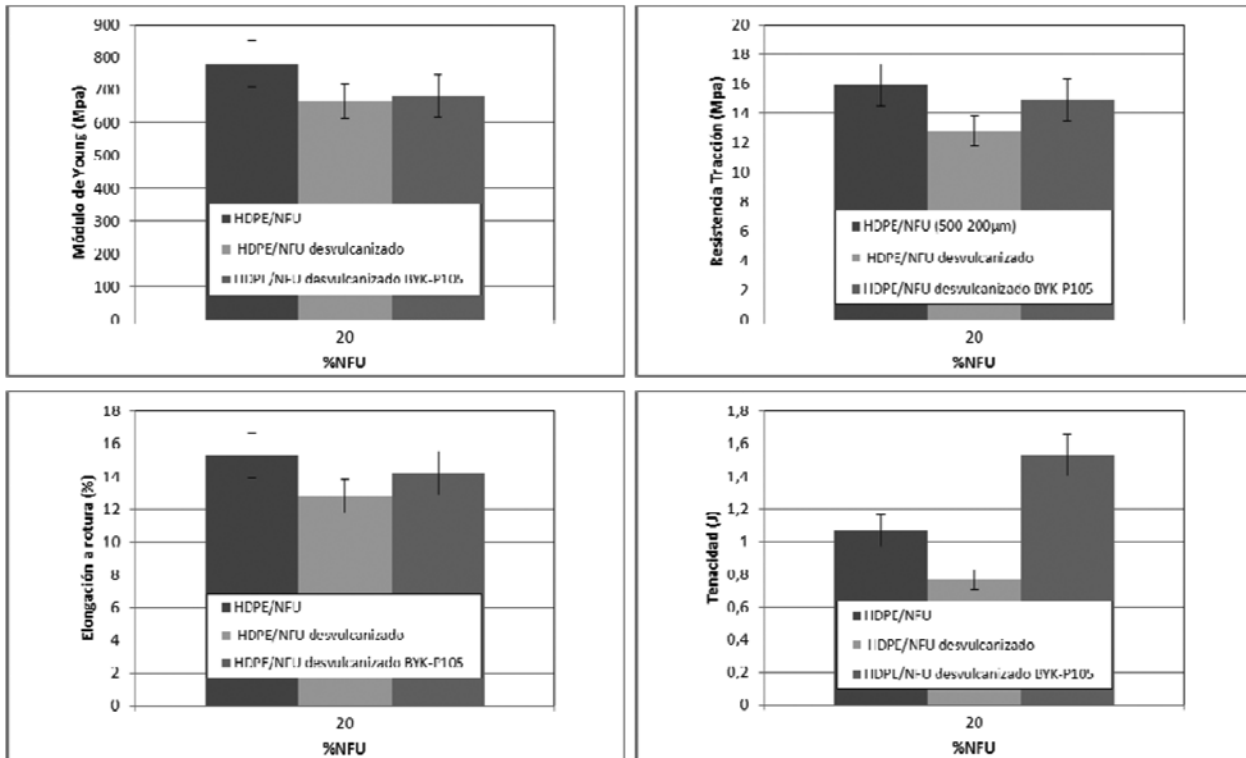 900
800
700
600
500
400
300
200
100
0
Módulo de Young (Mpa)
HDPE/NFU
HDPE/NFU desvulcanizado
HDPE/NFU desvulcanizado BYK-P105
20
%NFU
20
18
16
14
12
10
8
6
4
2
0
Resistencia Tracción (Mpa)
HDPE/NFU (500-200µm)
HDPE/NFU desvulcanizado
HDPE/NFU desvulcanizado BYK P105
20
%NFU
18
16
14
12
10
8
6
4
2
0
Elongación a rotura (%)
HDPE/NFU
HDPE/NFU desvulcanizado
HDPE/NFU desvulcanizado BYK-P105
20
%NFU
1,8
1,6
1,4
1,2
1
0,8
0,6
0,4
0,2
0
Tenacidad (J)
HDPE/NFU
HDPE/NFU desvulcanizado
HDPE/NFU desvulcanizado BYK-P105
20
%NFU